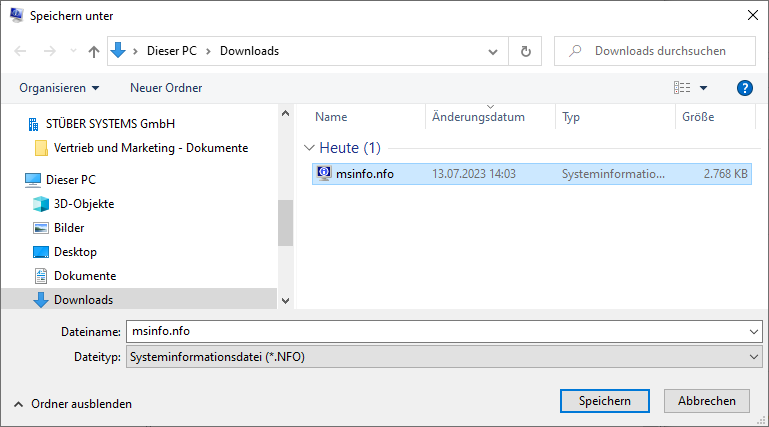 Speichern unter
Dieser PC > Downloads
Downloads durchsuchen
Organisieren
Neuer Ordner
?
STÜBER SYSTEMS GmbH
Vertrieb und Marketing - Dokumente
Dieser PC
3D-Objekte
Bilder
Desktop
Dokumente
Downloads
Name Änderungsdatum Typ Größe
Heute (1)
msinfo.nfo 13.07.2023 14:03 Systeminformatio... 2.768 KB
Dateiname: msinfo.nfo
Dateityp: Systeminformationsdatei (*.NFO)
Ordner ausblenden
Speichern
Abbrechen